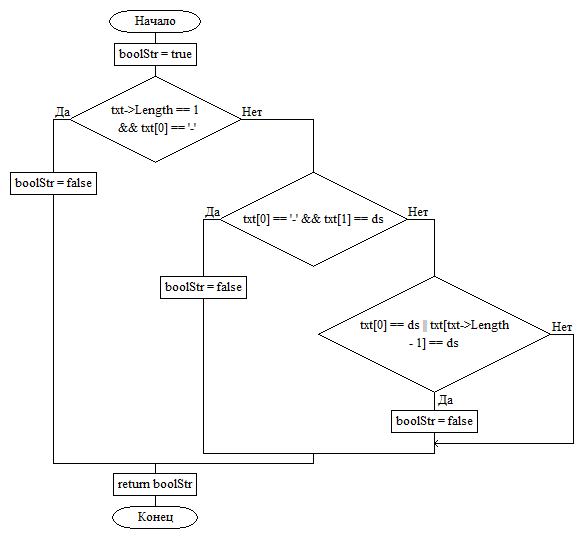 Начало
boolStr = true
txt->Length == 1
&& txt[0] == '-'
Да
Нет
boolStr = false
txt[0] == '-' && txt[1] == ds
Да
Нет
boolStr = false
txt[0] == ds || txt[txt->Length
- 1] == ds
Нет
Да
boolStr = false
return boolStr
Конец